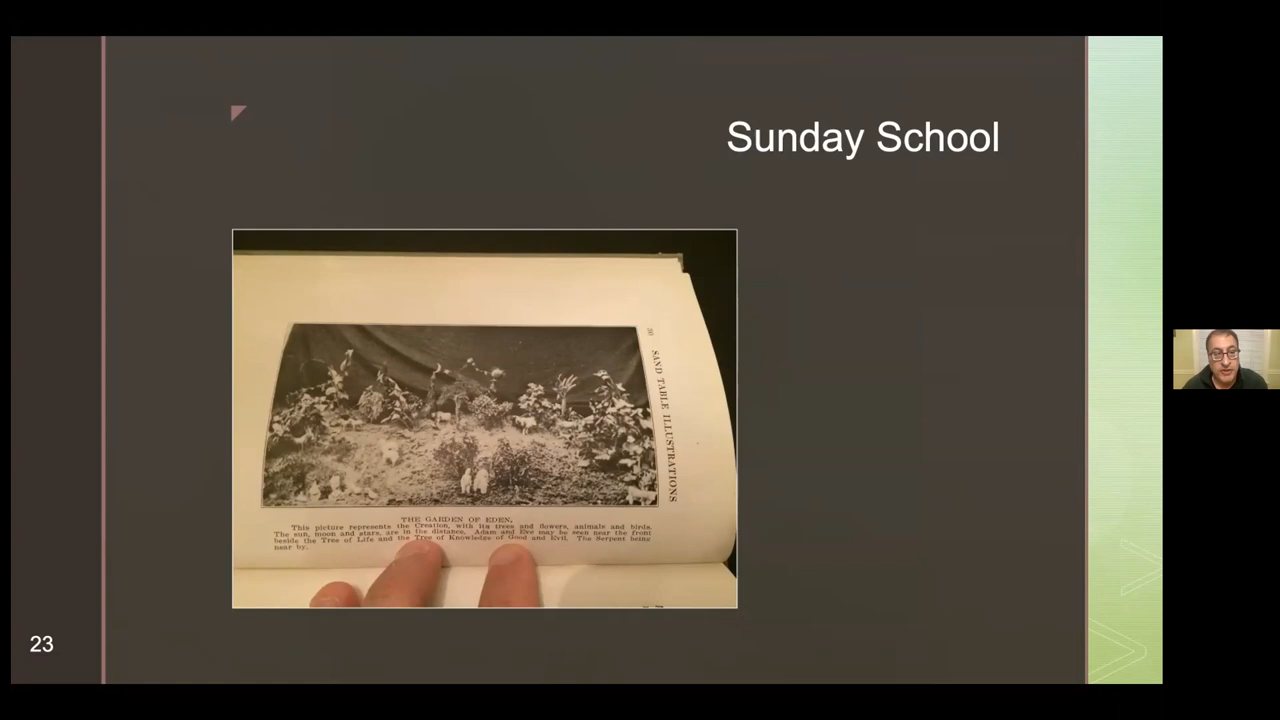 Sunday School
SAND TABLE ILLUSTRATIONS
THE GARDEN OF EDEN.
This picture represents the Creation, with its trees and flowers, animals and birds.
The sun, moon and stars, are in the distance. Adam and Eve may be seen near the front
beside the Tree of Life and the Tree of Knowledge of Good and Evil. The Serpent being
near by.
23